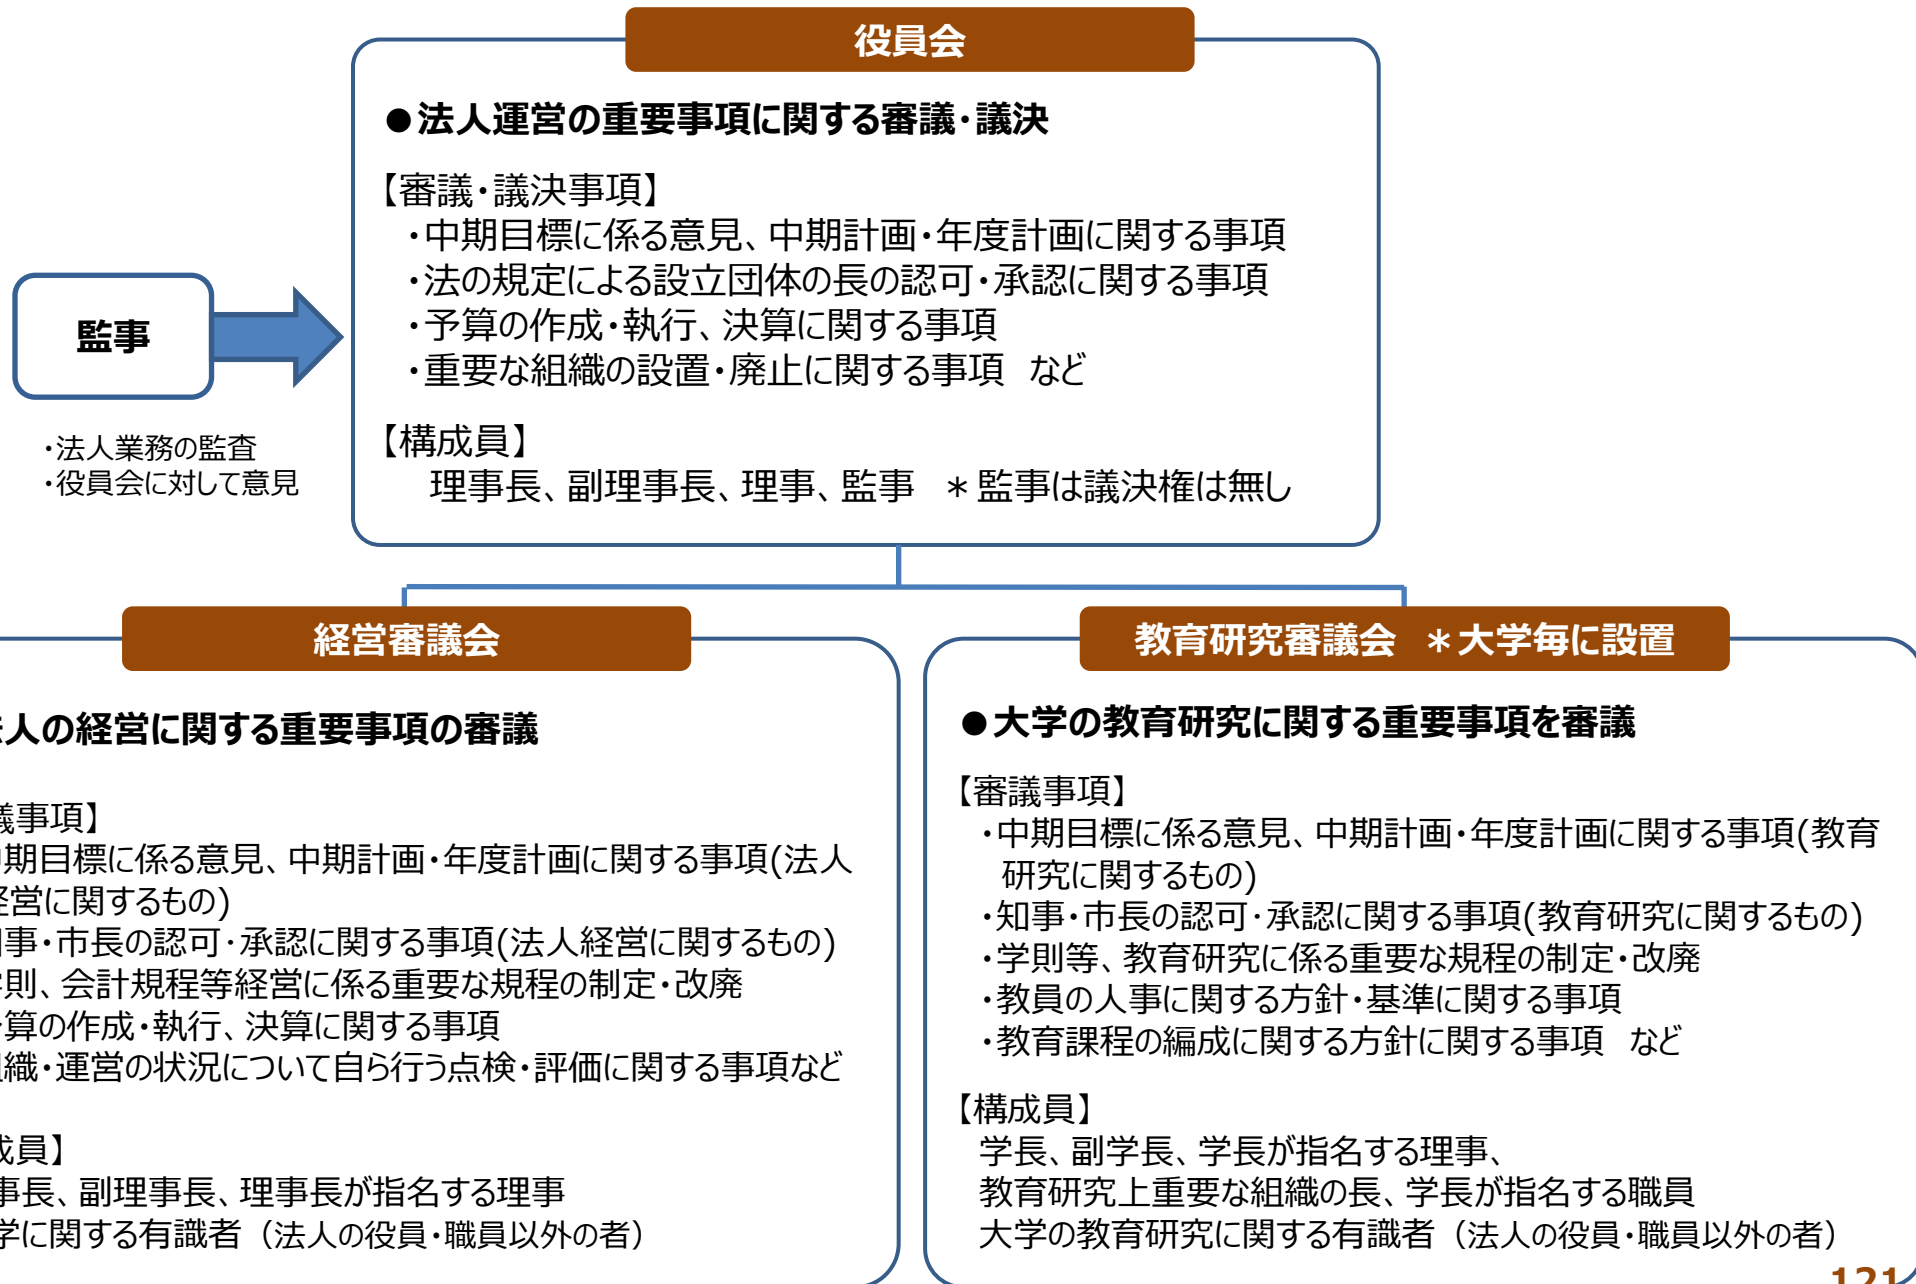 役員会
●法人運営の重要事項に関する審議・議決
【審議・議決事項】
・中期目標に係る意見、中期計画・年度計画に関する事項
・法の規定による設立団体の長の認可・承認に関する事項
・予算の作成・執行、決算に関する事項
・重要な組織の設置・廃止に関する事項　など
【構成員】
理事長、副理事長、理事、監事　＊監事は議決権は無し
監事
・法人業務の監査
・役員会に対して意見
経営審議会
人の経営に関する重要事項の審議
議事項】
期目標に係る意見、中期計画・年度計画に関する事項(法人
経営に関するもの)
事・市長の認可・承認に関する事項(法人経営に関するもの)
則、会計規程等経営に係る重要な規程の制定・改廃
算の作成・執行、決算に関する事項
織・運営の状況について自ら行う点検・評価に関する事項など
成員】
事長、副理事長、理事長が指名する理事
学に関する有識者（法人の役員・職員以外の者）
教育研究審議会　＊大学毎に設置
●大学の教育研究に関する重要事項を審議
【審議事項】
・中期目標に係る意見、中期計画・年度計画に関する事項(教育
研究に関するもの)
・知事・市長の認可・承認に関する事項(教育研究に関するもの)
・学則等、教育研究に係る重要な規程の制定・改廃
・教員の人事に関する方針・基準に関する事項
・教育課程の編成に関する方針に関する事項　など
【構成員】
学長、副学長、学長が指名する理事、
教育研究上重要な組織の長、学長が指名する職員
大学の教育研究に関する有識者（法人の役員・職員以外の者）
121